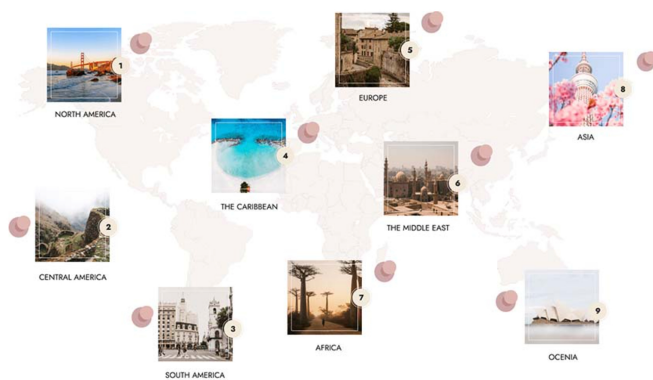 1
NORTH AMERICA
2
CENTRAL AMERICA
3
SOUTH AMERICA
4
THE CARIBBEAN
5
EUROPE
6
THE MIDDLE EAST
7
AFRICA
8
ASIA
9
OCENIA